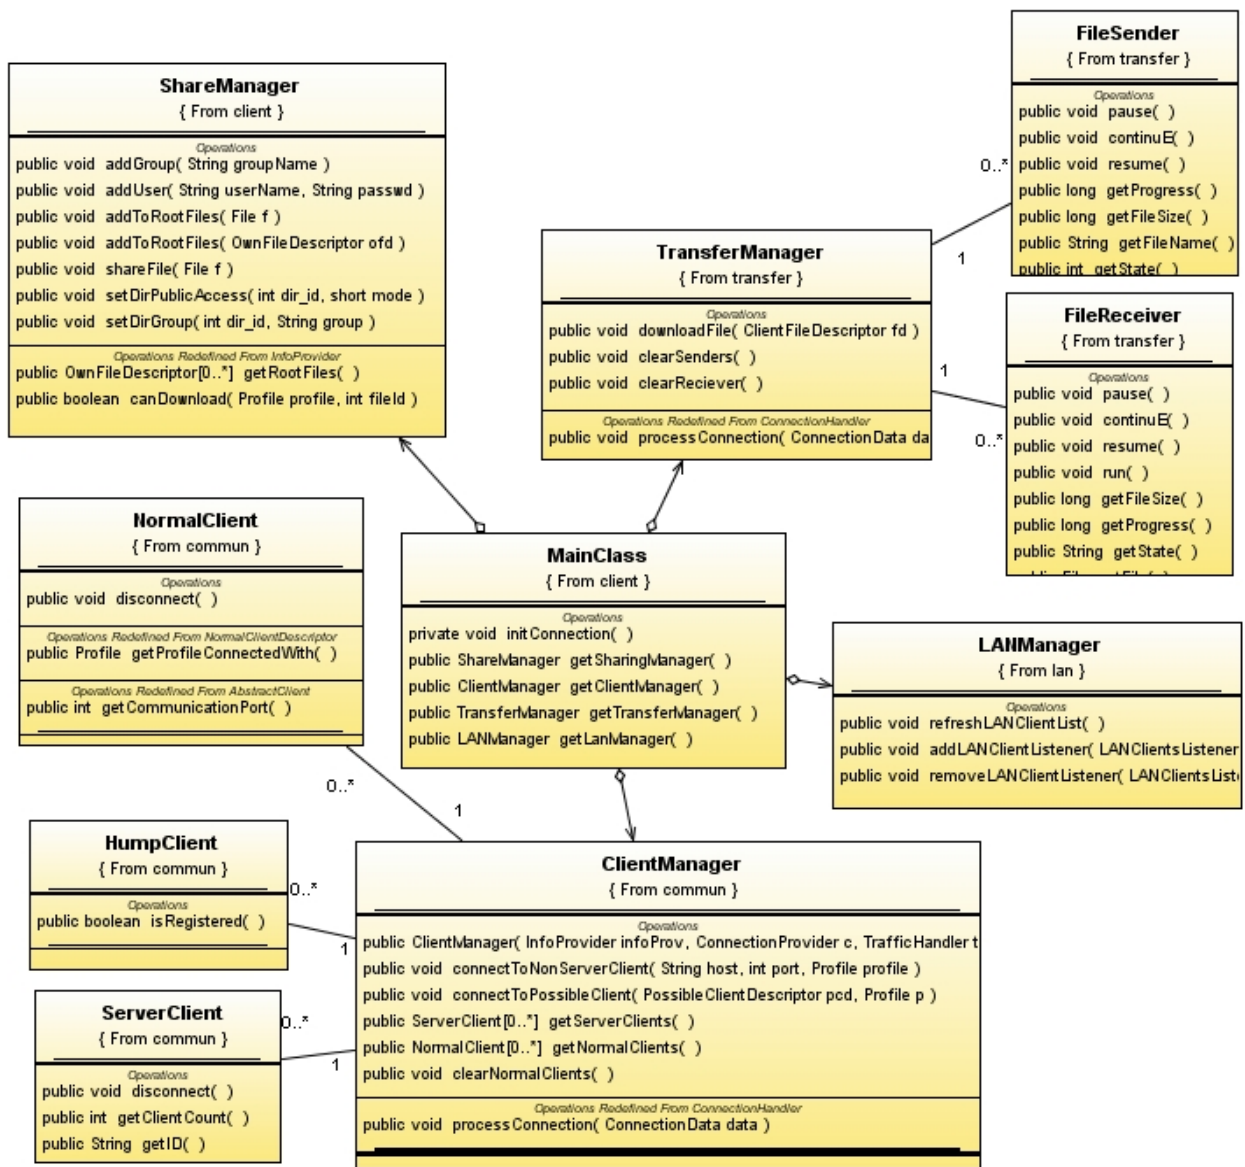 ShareManager
{ From client }
Operations
public void addGroup( String groupName )
public void addUser( String userName, String passwd )
public void addToRootFiles( File f )
public void addToRootFiles( OwnFileDescriptor ofd )
public void shareFile( File f )
public void setDirPublicAccess( int dir_id, short mode )
public void setDirGroup( int dir_id, String group )
Operations Redefined From InfoProvider
public OwnFileDescriptor[0..*] getRootFiles( )
public boolean canDownload( Profile profile, int fileId )
FileSender
{ From transfer }
Operations
public void pause( )
public void continuE( )
public void resume( )
public long getProgress( )
public long getFileSize( )
public String getFileName( )
public int getState( )
0..*
1
TransferManager
{ From transfer }
Operations
public void downloadFile( ClientFileDescriptor fd )
public void clearSenders( )
public void clearReciever( )
Operations Redefined From ConnectionHandler
public void processConnection( ConnectionData da
1
0..*
FileReceiver
{ From transfer }
Operations
public void pause( )
public void continuE( )
public void resume( )
public void run( )
public long getFileSize( )
public long getProgress( )
public String getState( )
NormalClient
{ From commun }
Operations
public void disconnect( )
Operations Redefined From NormalClientDescriptor
public Profile getProfileConnectedWith( )
Operations Redefined From AbstractClient
public int getCommunicationPort( )
MainClass
{ From client }
Operations
private void initConnection( )
public ShareManager getSharingManager( )
public ClientManager getClientManager( )
public TransferManager getTransferManager( )
public LANManager getLanManager( )
LANManager
{ From lan }
Operations
public void refreshLANClientList( )
public void addLANClientListener( LANClientsListener
public void removeLANClientListener( LANClientsList
0..*
1
HumpClient
{ From commun }
Operations
public boolean isRegistered( )
0..*
1
ServerClient
{ From commun }
Operations
public void disconnect( )
public int getClientCount( )
public String getID( )
0..*
1
ClientManager
{ From commun }
Operations
public ClientManager( InfoProvider infoProv, ConnectionProvider c, TrafficHandler t
public void connectToNonServerClient( String host, int port, Profile profile )
public void connectToPossibleClient( PossibleClientDescriptor pcd, Profile p )
public ServerClient[0..*] getServerClients( )
public NormalClient[0..*] getNormalClients( )
public void clearNormalClients( )
Operations Redefined From ConnectionHandler
public void processConnection( ConnectionData data )